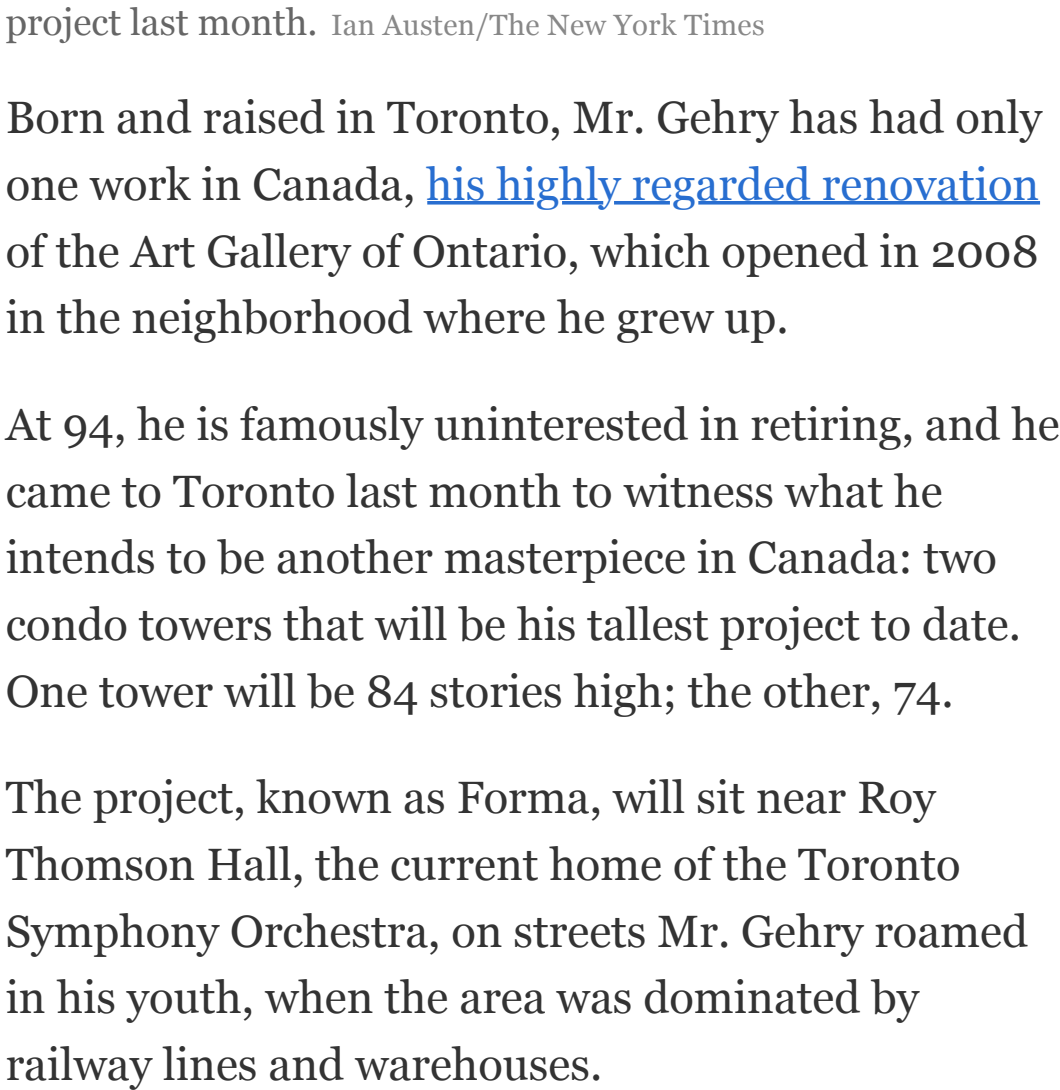 project last month. Ian Austen/The New York Times
Born and raised in Toronto, Mr. Gehry has had only
one work in Canada, his highly regarded renovation
of the Art Gallery of Ontario, which opened in 2008
in the neighborhood where he grew up.
At 94, he is famously uninterested in retiring, and he
came to Toronto last month to witness what he
intends to be another masterpiece in Canada: two
condo towers that will be his tallest project to date.
One tower will be 84 stories high; the other, 74.
The project, known as Forma, will sit near Roy
Thomson Hall, the current home of the Toronto
Symphony Orchestra, on streets Mr. Gehry roamed
in his youth, when the area was dominated by
railway lines and warehouses.